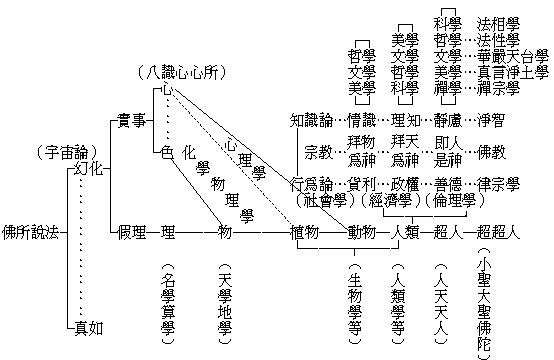 科學 法相學
美學 哲學…法性學
哲學 文學 文學…華嚴天台學
文學 哲學 美學…真言淨土學
美學 科學 禪學…禪宗學
(八識心心所)
心
實事
色
心理學
化學
物理學
知識論 情識 理知 靜慮 淨智
宗教 拜物為神 拜天為神 即人是神 佛教
行為論 貨利 政權 善德 律宗學
(社會學)(經濟學)(倫理學)
(宇宙論)
幻化
佛所說法
假理 理 物 植物 動物 人類 超人 超超人
(名學算學)
(天學地學)
(生物學等)
(人類學等)
(人天天人)
(小聖大聖佛陀)
真如